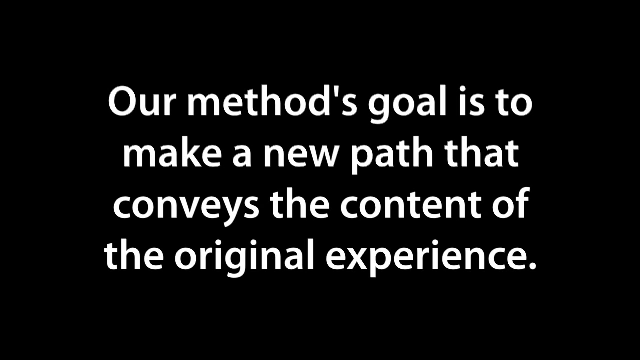 Our method's goal is to
make a new path that
conveys the content of
the original experience.